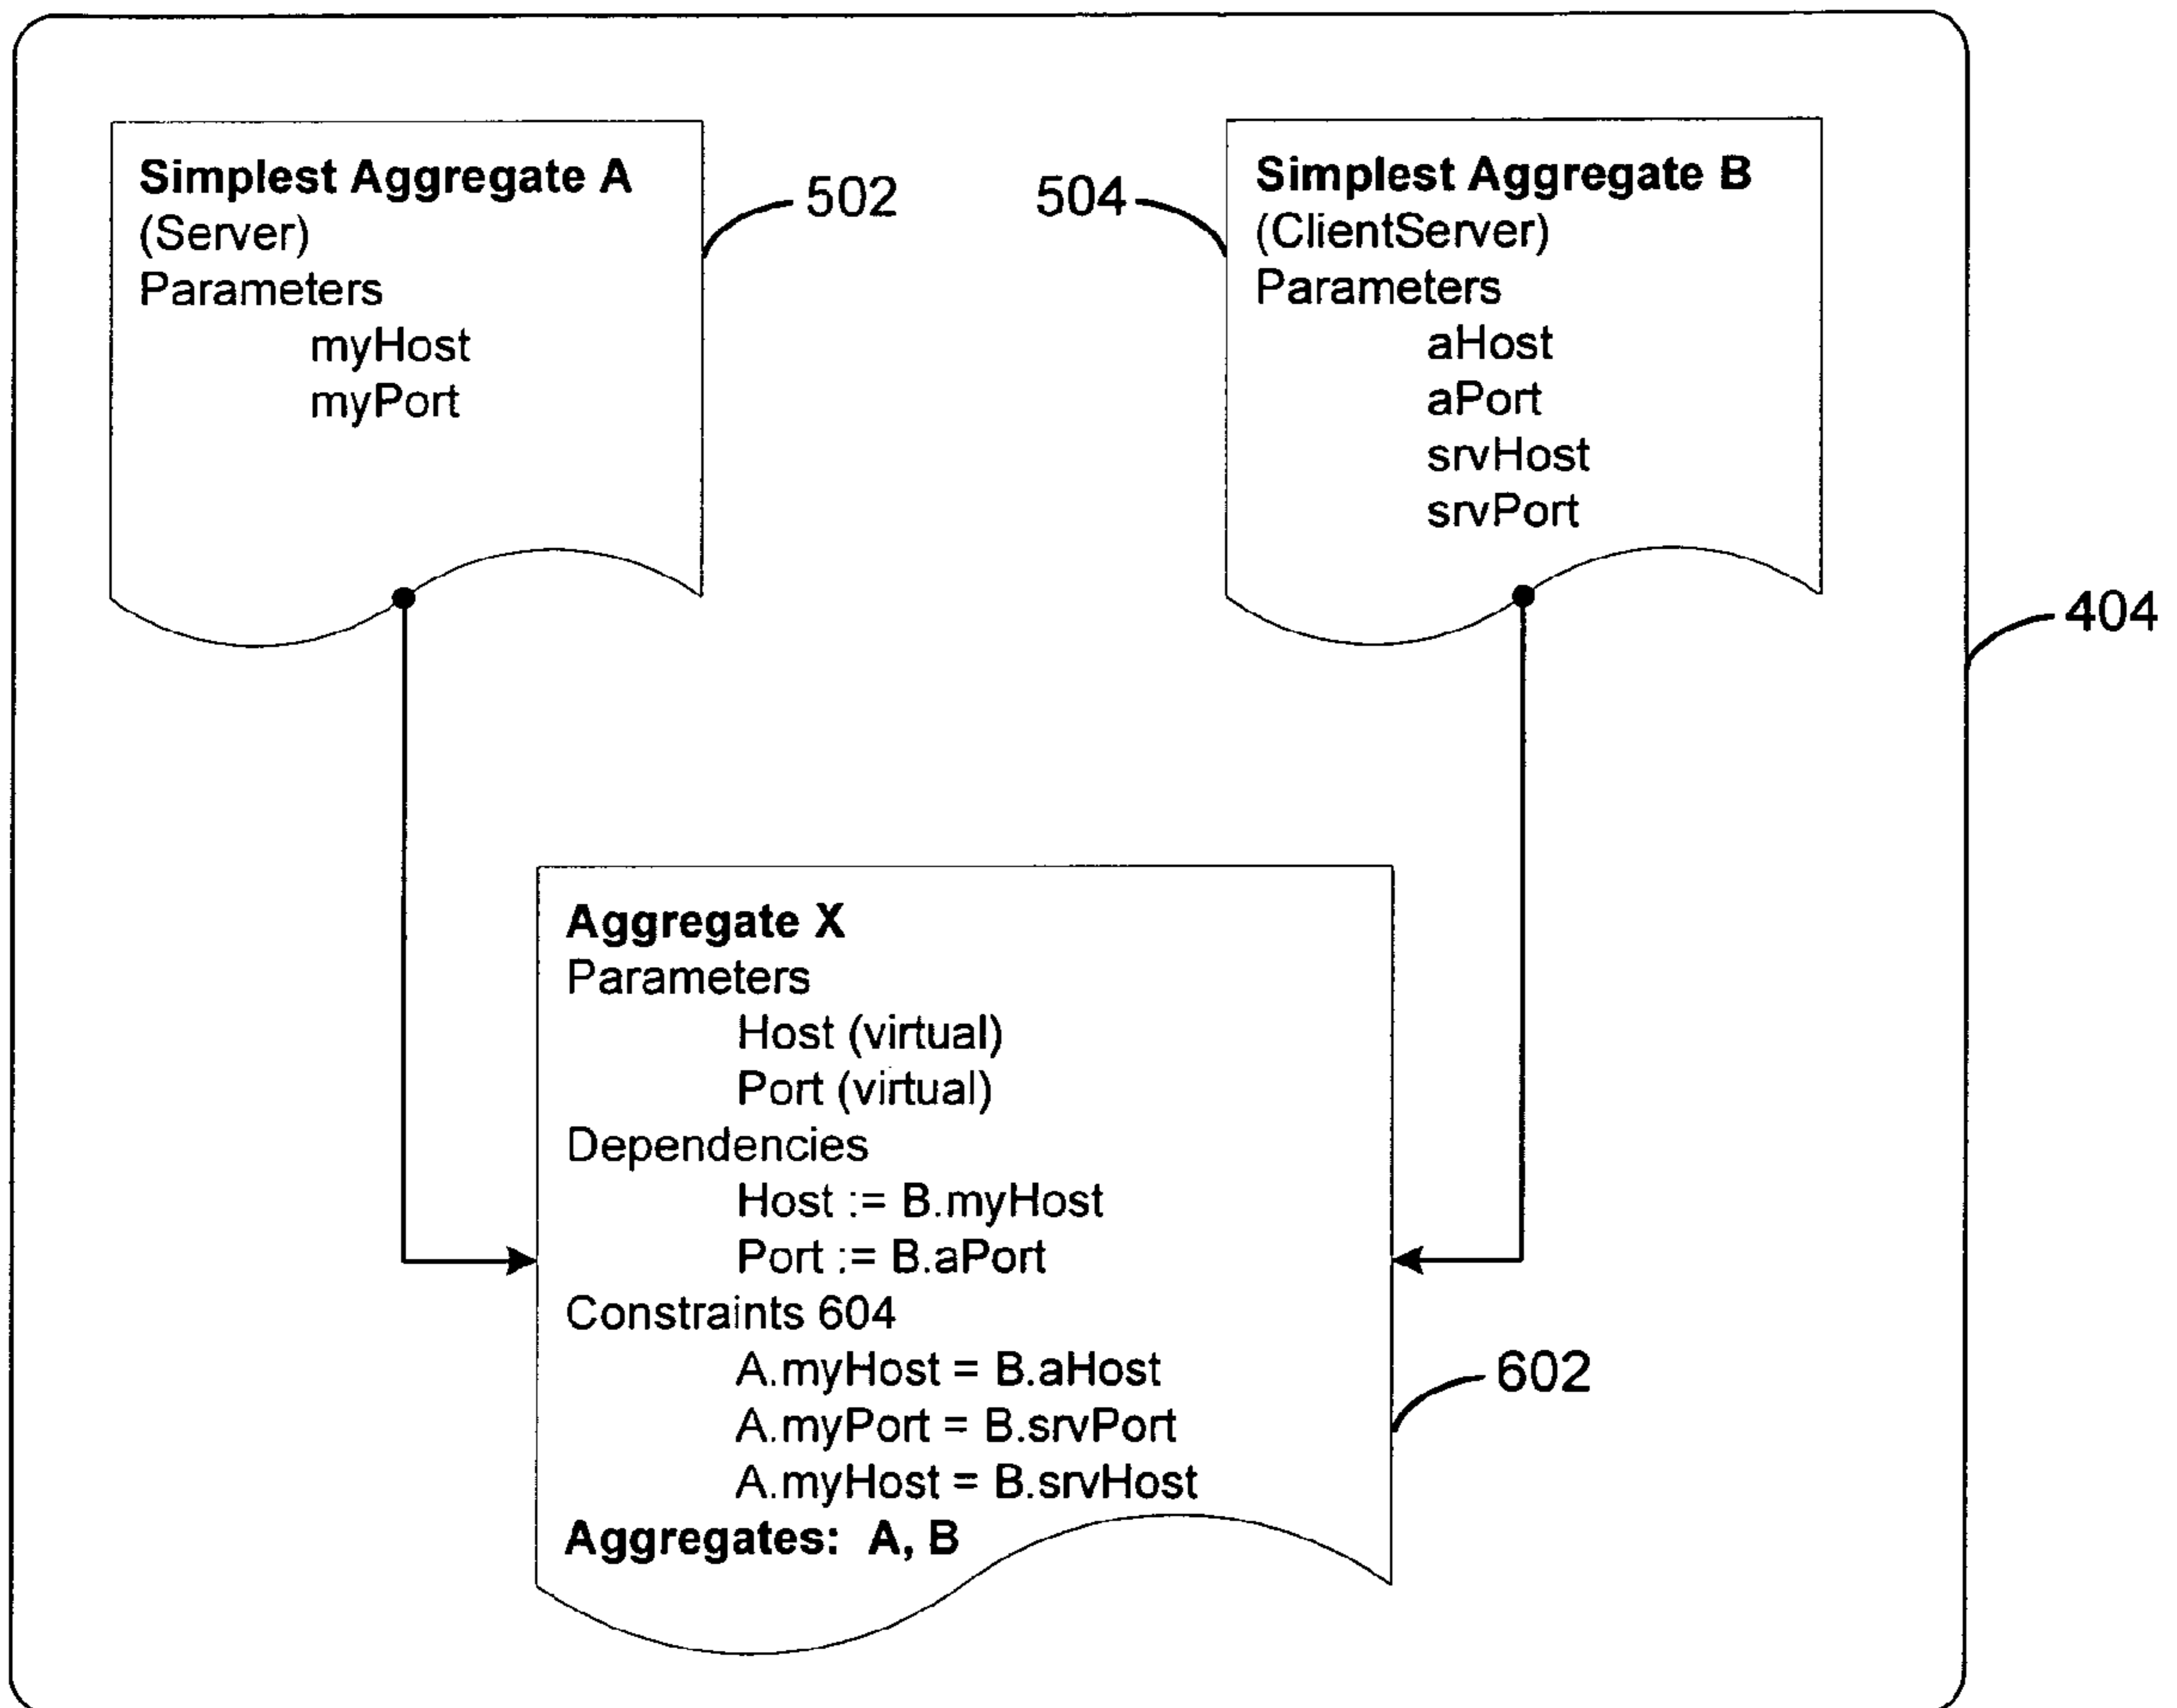 Simplest Aggregate A
(Server)
Parameters
myHost
myPort
502
504
Simplest Aggregate B
(ClientServer)
Parameters
aHost
aPort
srvHost
srvPort
404
Aggregate X
Parameters
Host (virtual)
Port (virtual)
Dependencies
Host := B.myHost
Port := B.aPort
Constraints 604
A.myHost = B.aHost
A.myPort = B.srvPort
A.myHost = B.srvHost
Aggregates: A, B
602